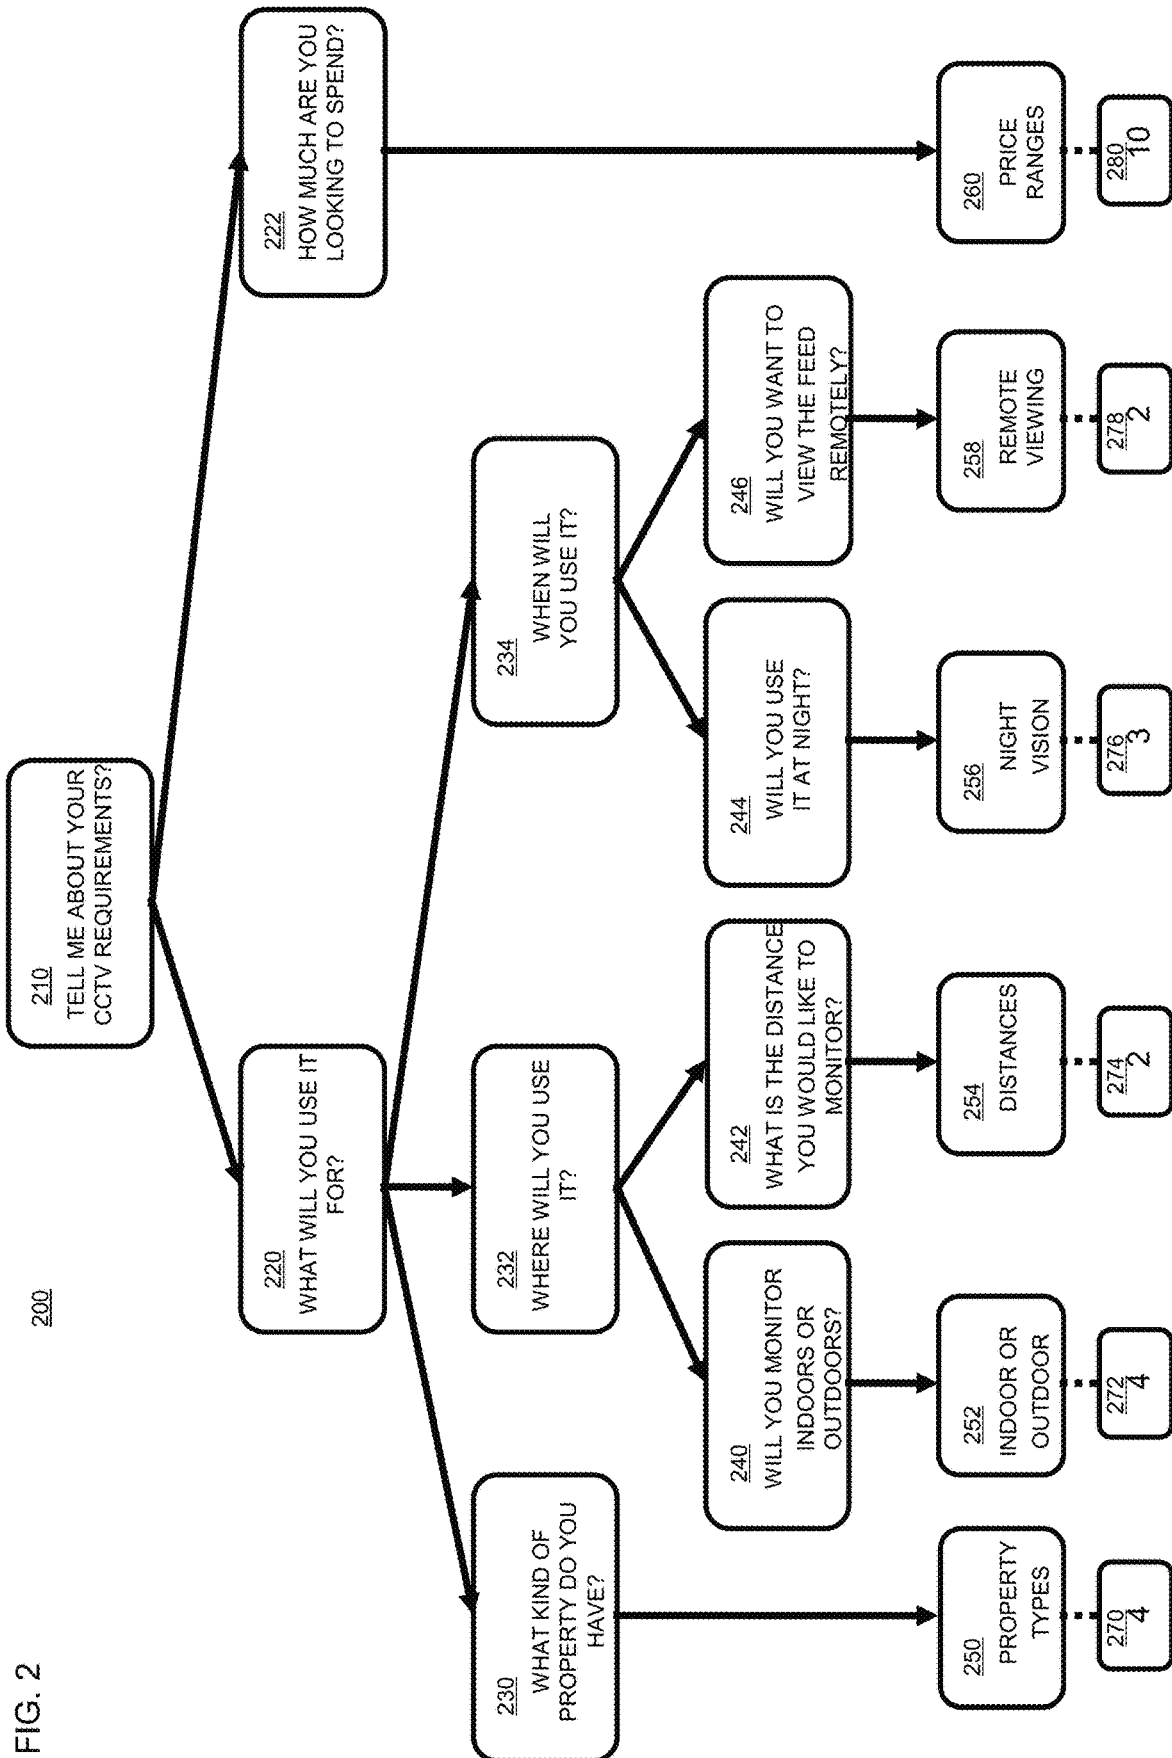 FIG. 2
200
210
TELL ME ABOUT YOUR
CCTV REQUIREMENTS?
220
WHAT WILL YOU USE IT
FOR?
222
HOW MUCH ARE YOU
LOOKING TO SPEND?
230
WHAT KIND OF
PROPERTY DO YOU
HAVE?
232
WHERE WILL YOU USE
IT?
234
WHEN WILL
YOU USE IT?
240
WILL YOU MONITOR
INDOORS OR
OUTDOORS?
242
WHAT IS THE DISTANCE
YOU WOULD LIKE TO
MONITOR?
244
WILL YOU USE
IT AT NIGHT?
246
WILL YOU WANT TO
VIEW THE FEED
REMOTELY?
250
PROPERTY
TYPES
252
INDOOR OR
OUTDOOR
254
DISTANCES
256
NIGHT
VISION
258
REMOTE
VIEWING
260
PRICE
RANGES
270
4
272
4
274
2
276
3
278
2
280
10